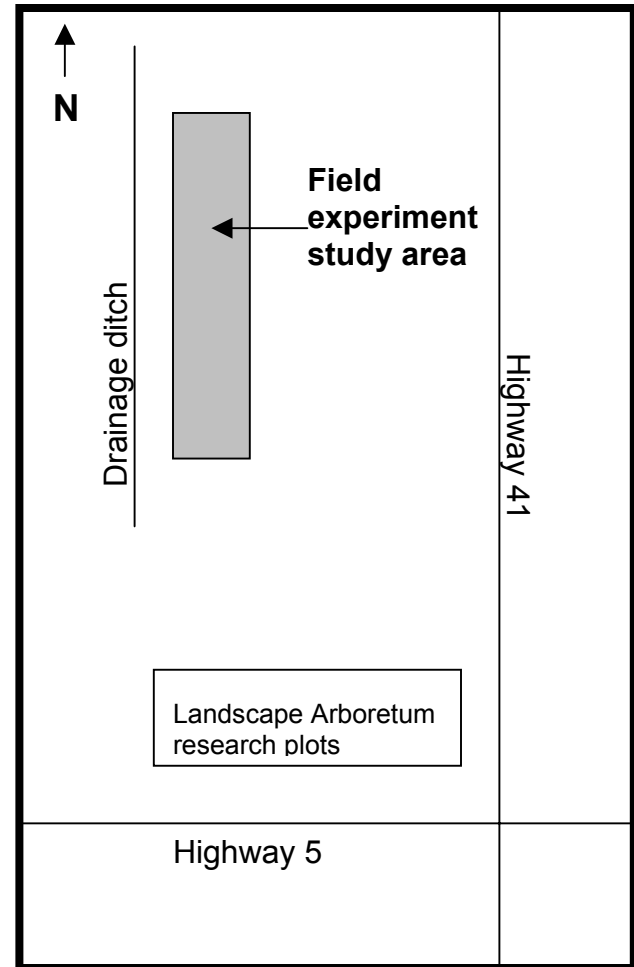 N
Field
experiment
study area
Drainage ditch
Highway 41
Landscape Arboretum
research plots
Highway 5